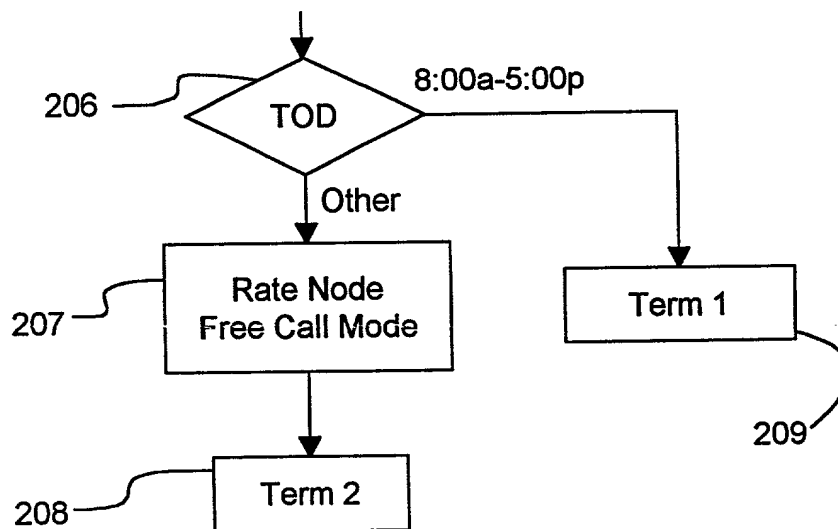 206
TOD
8:00a-5:00p
Other
207
Rate Node
Free Call Mode
Term 1
209
208
Term 2